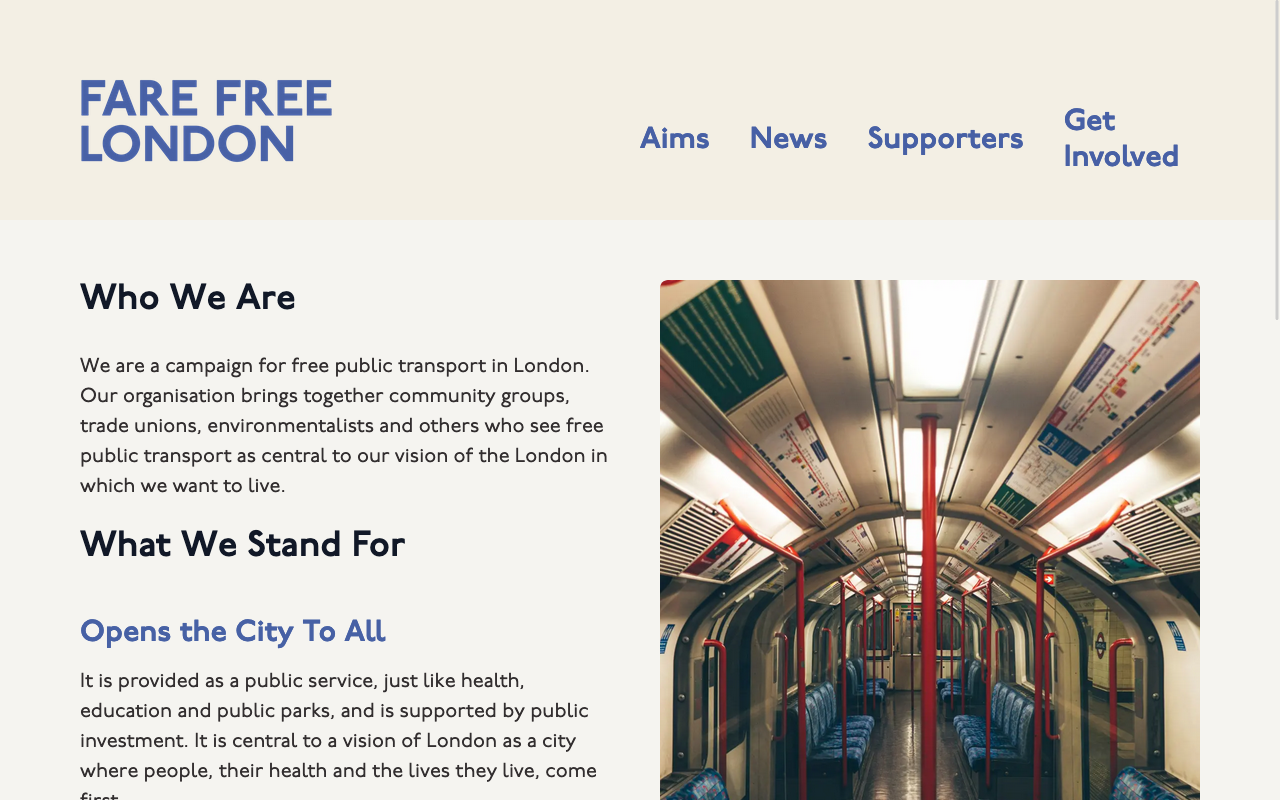 FARE FREE
LONDON
Aims
News
Supporters
Get
Involved
Who We Are
We are a campaign for free public transport in London.
Our organisation brings together community groups,
trade unions, environmentalists and others who see free
public transport as central to our vision of the London in
which we want to live.
What We Stand For
Opens the City To All
It is provided as a public service, just like health,
education and public parks, and is supported by public
investment. It is central to a vision of London as a city
where people, their health and the lives they live, come
first.